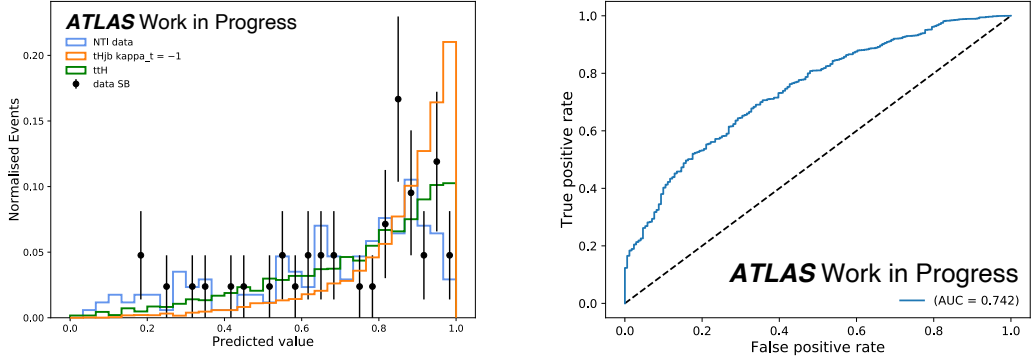 ATLAS Work in Progress
NTI data
tHjb kappa_t = −1
ttH
data SB
Normalised Events
0.20
0.15
0.10
0.05
0.00
0.0 0.2 0.4 0.6 0.8 1.0
Predicted value
True positive rate
1.0
0.8
0.6
0.4
0.2
0.0
ATLAS Work in Progress
(AUC = 0.742)
0.0 0.2 0.4 0.6 0.8 1.0
False positive rate